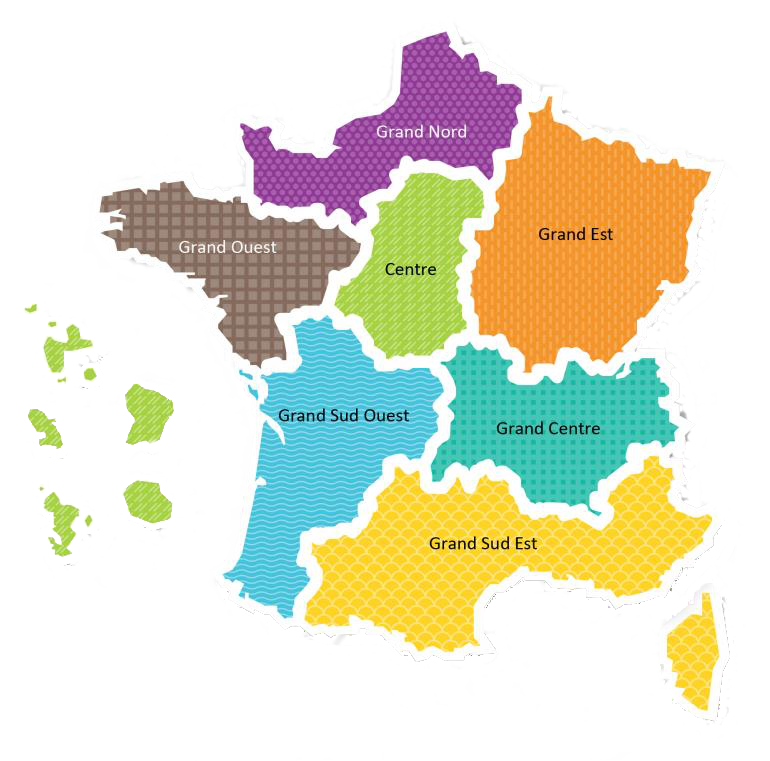 Grand Nord
Grand Ouest
Grand Est
Centre
Grand Sud Ouest
Grand Centre
Grand Sud Est